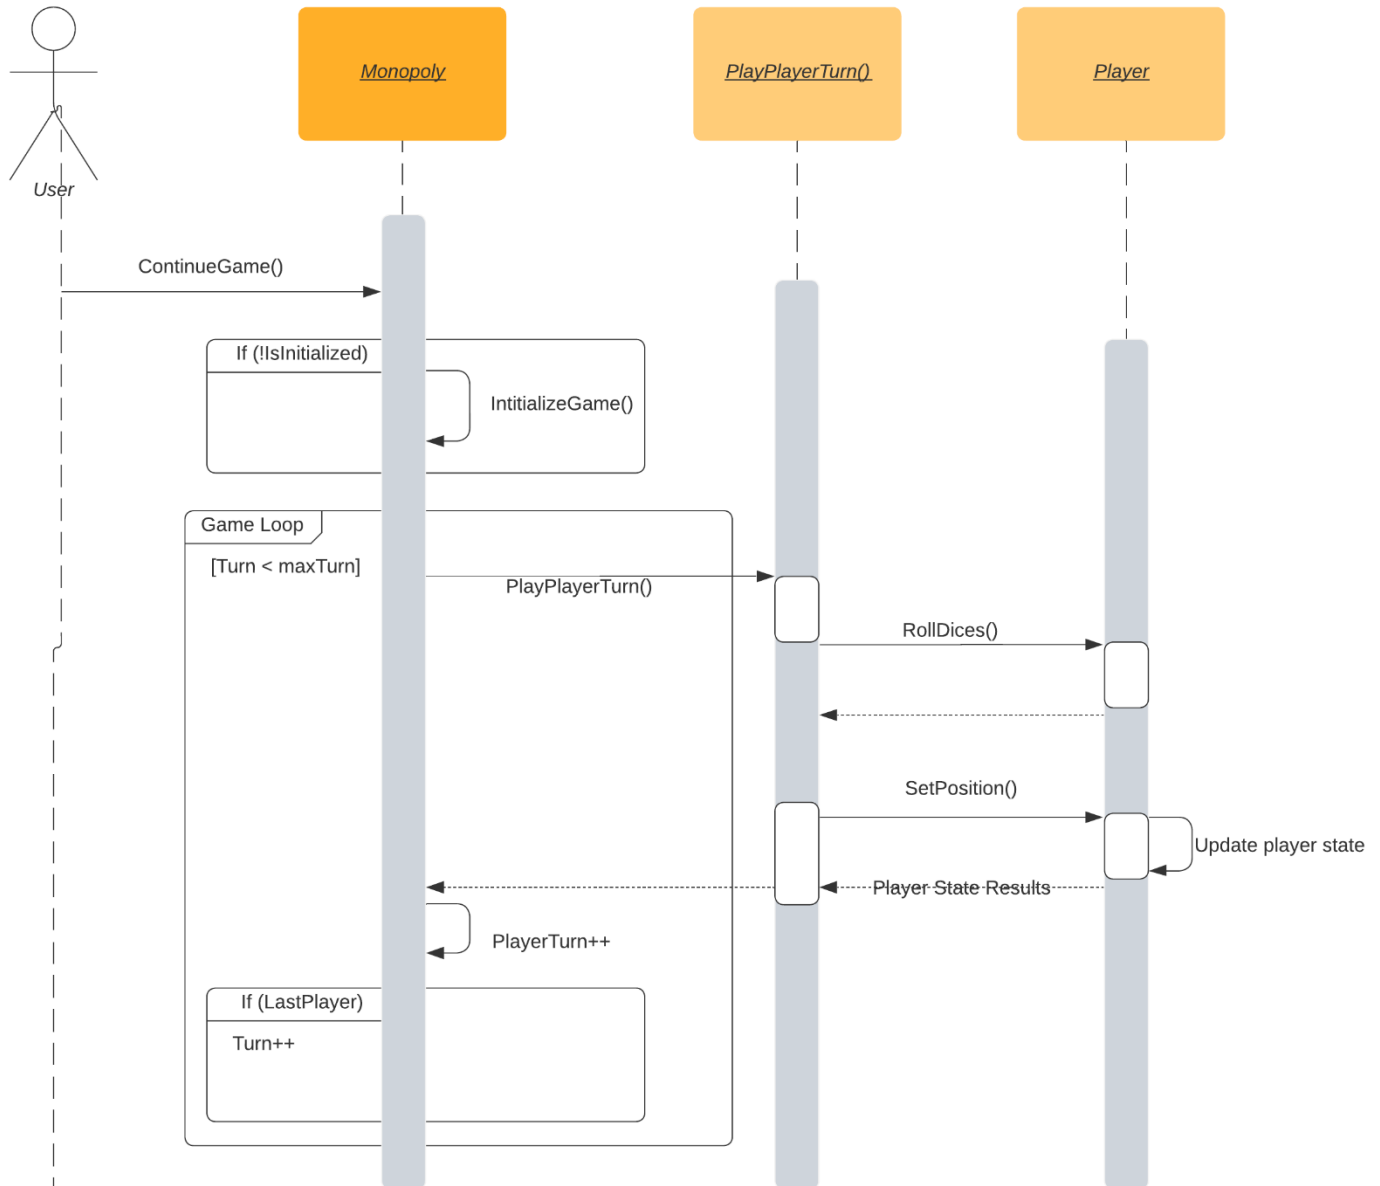 Monopoly
PlayPlayerTurn()
Player
User
ContinueGame()
If (!IsInitialized)
IntitializeGame()
Game Loop
[Turn < maxTurn]
PlayPlayerTurn()
RollDices()
SetPosition()
Update player state
Player State Results
PlayerTurn++
If (LastPlayer)
Turn++